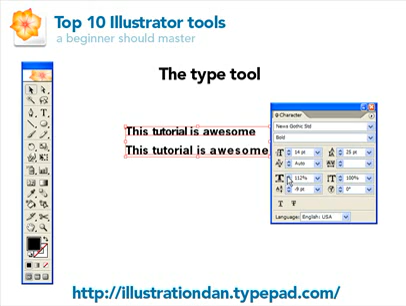 Top 10 Illustrator tools
a beginner should master
The type tool
This tutorial is awesome
This tutorial is awesome
Character
News Gothic Std
Bold
14 pt
25 pt
Auto
112%
100%
-9 pt
0°
T
T
Language: English: USA
http://illustrationdan.typepad.com/